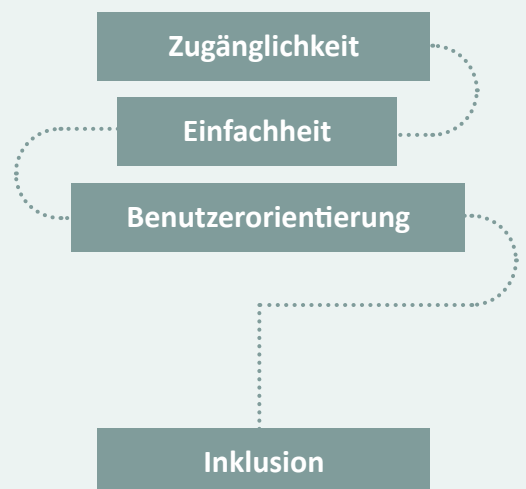 Zugänglichkeit
Einfachheit
Benutzerorientierung
Inklusion